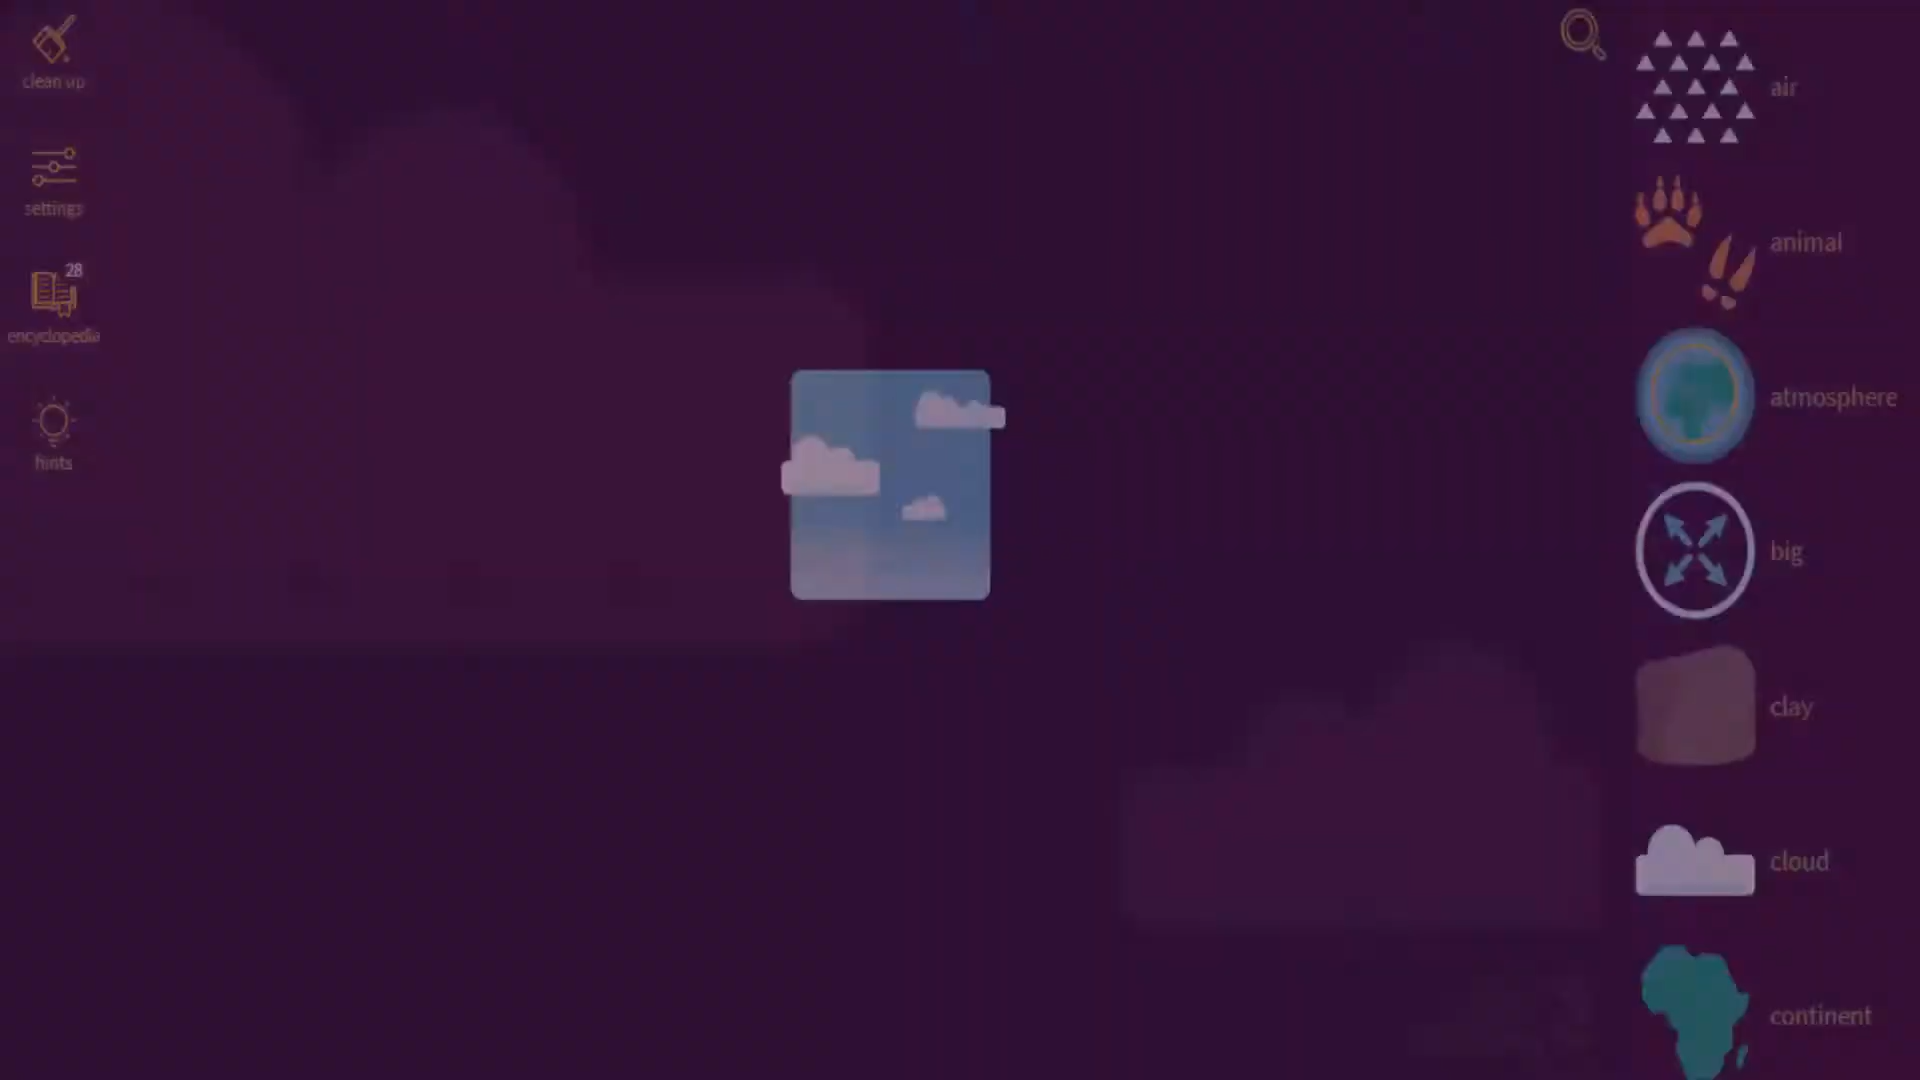 clean up
settings
28
encyclopedia
hints
air
animal
atmosphere
big
clay
cloud
continent